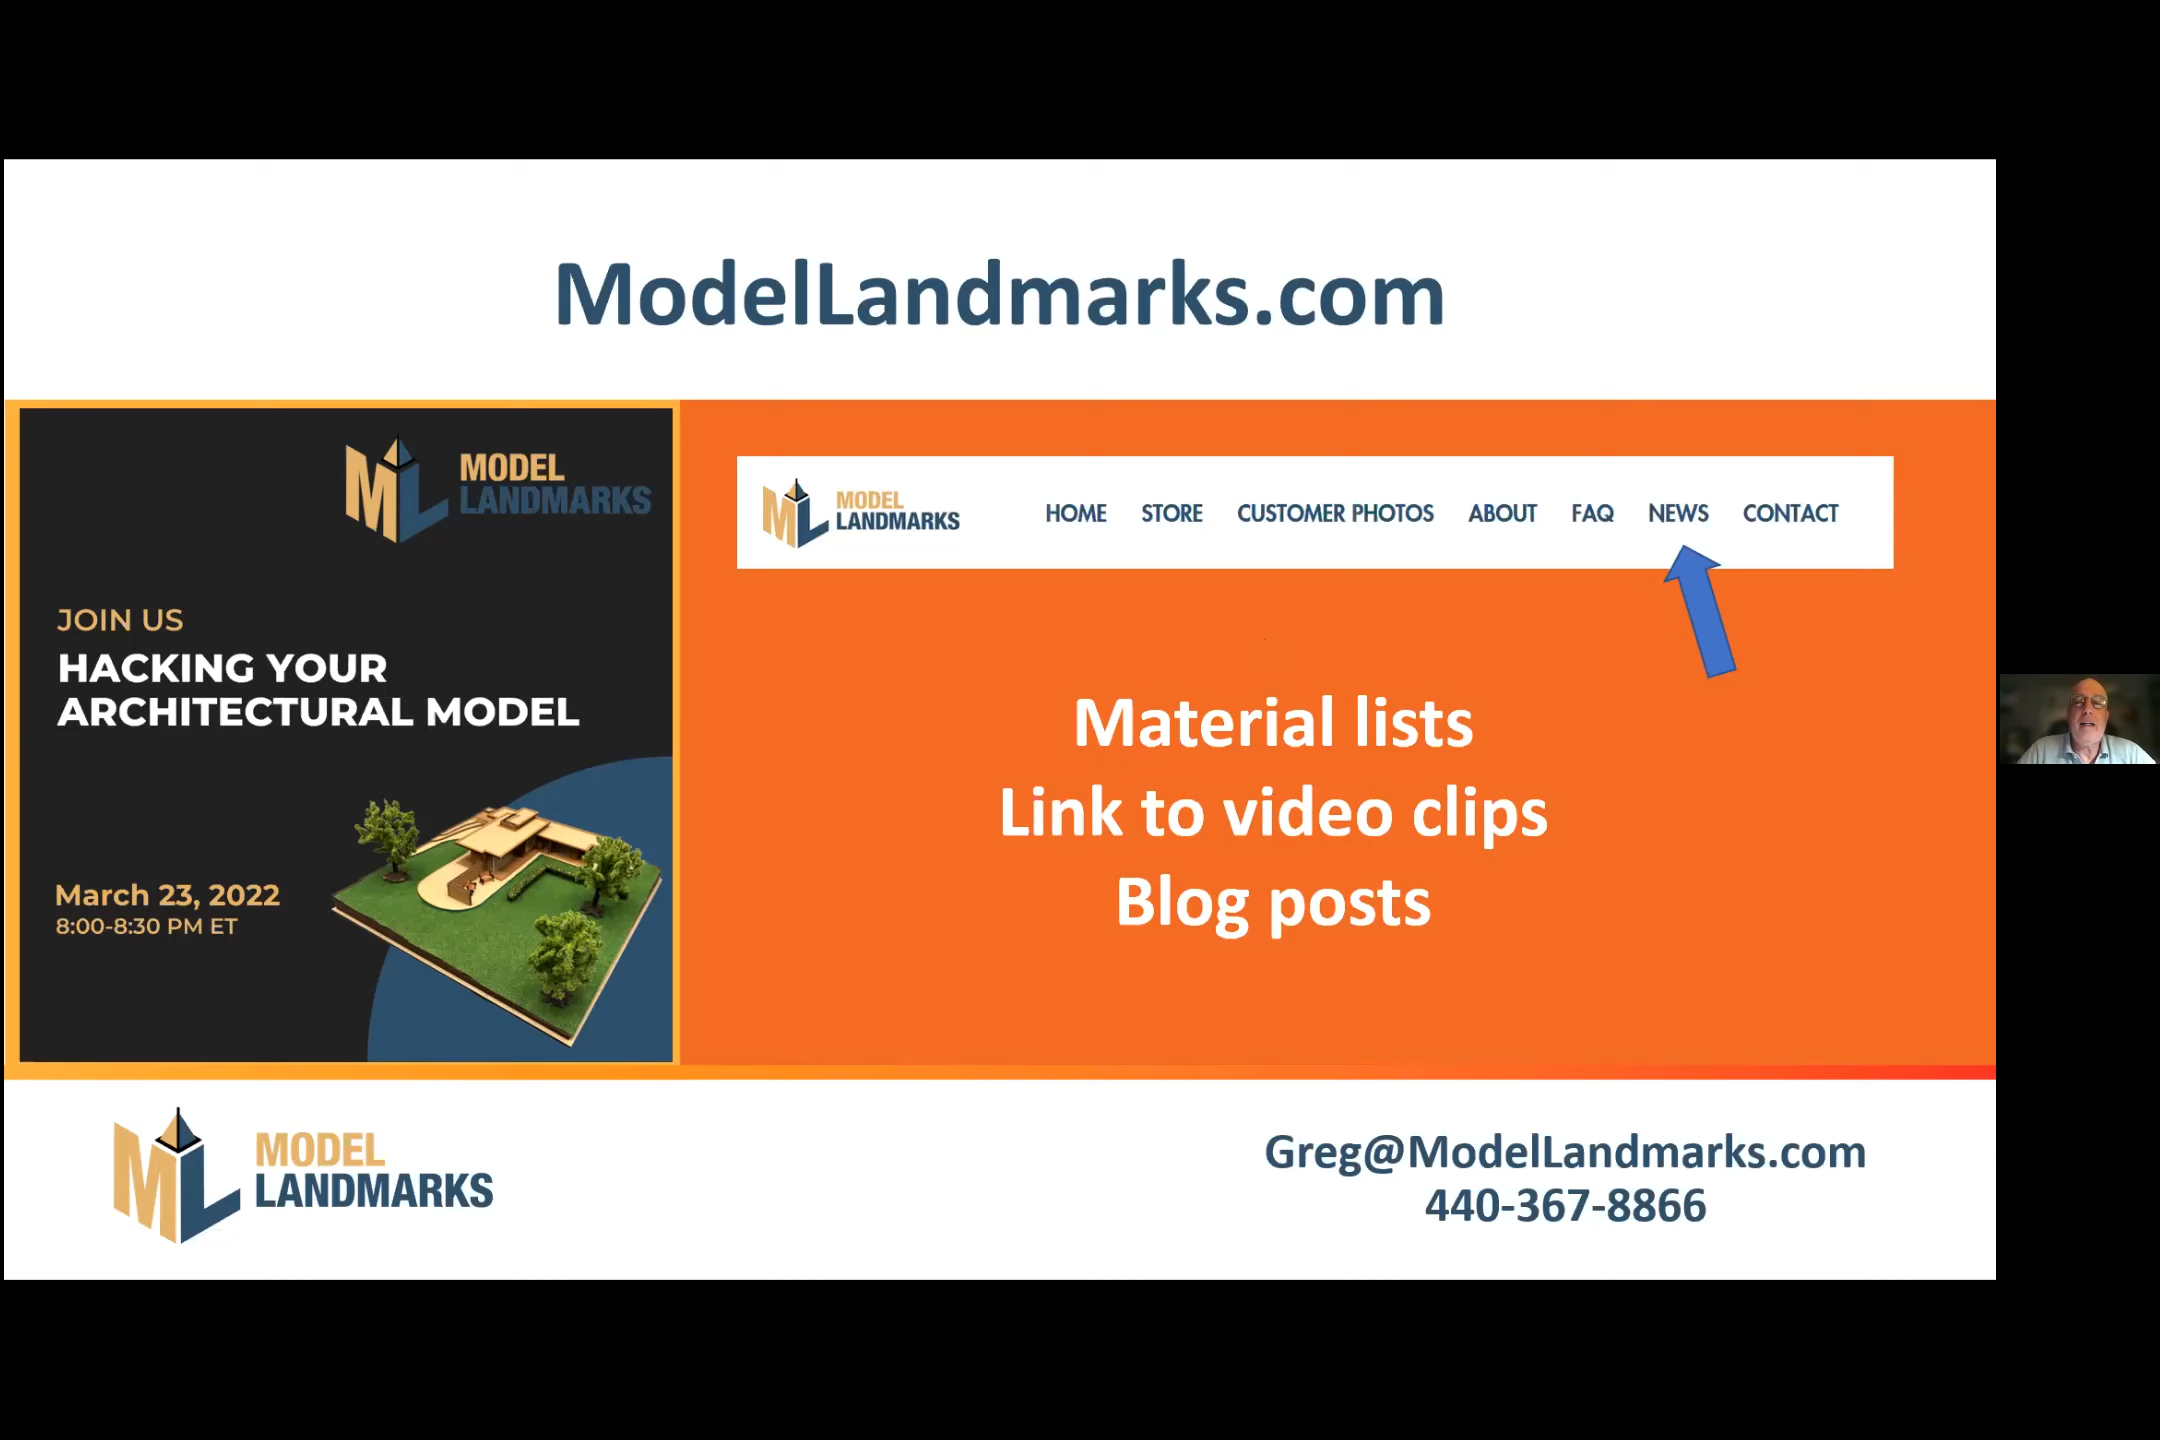 ModelLandmarks.com
MODEL
LANDMARKS
JOIN US
HACKING YOUR
ARCHITECTURAL MODEL
March 23, 2022
8:00-8:30 PM ET
MODEL
LANDMARKS
HOME STORE CUSTOMER PHOTOS ABOUT FAQ NEWS CONTACT
Material lists
Link to video clips
Blog posts
MODEL
LANDMARKS
Greg@ModelLandmarks.com
440-367-8866